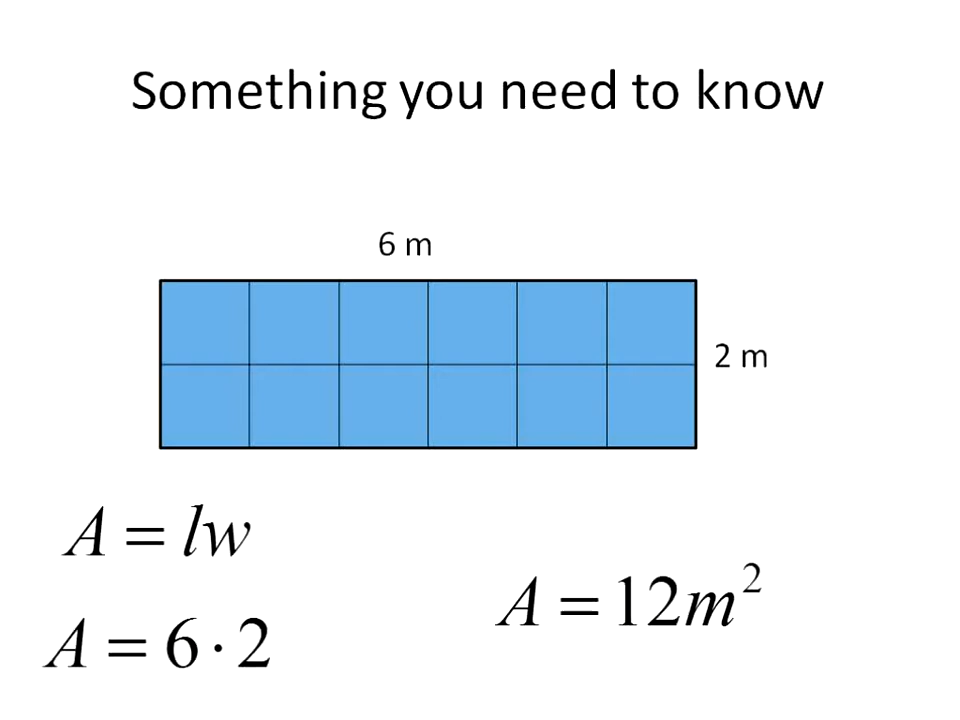 Something you need to know
6 m
2 m
A = lw
A = 12m²
A = 6 · 2